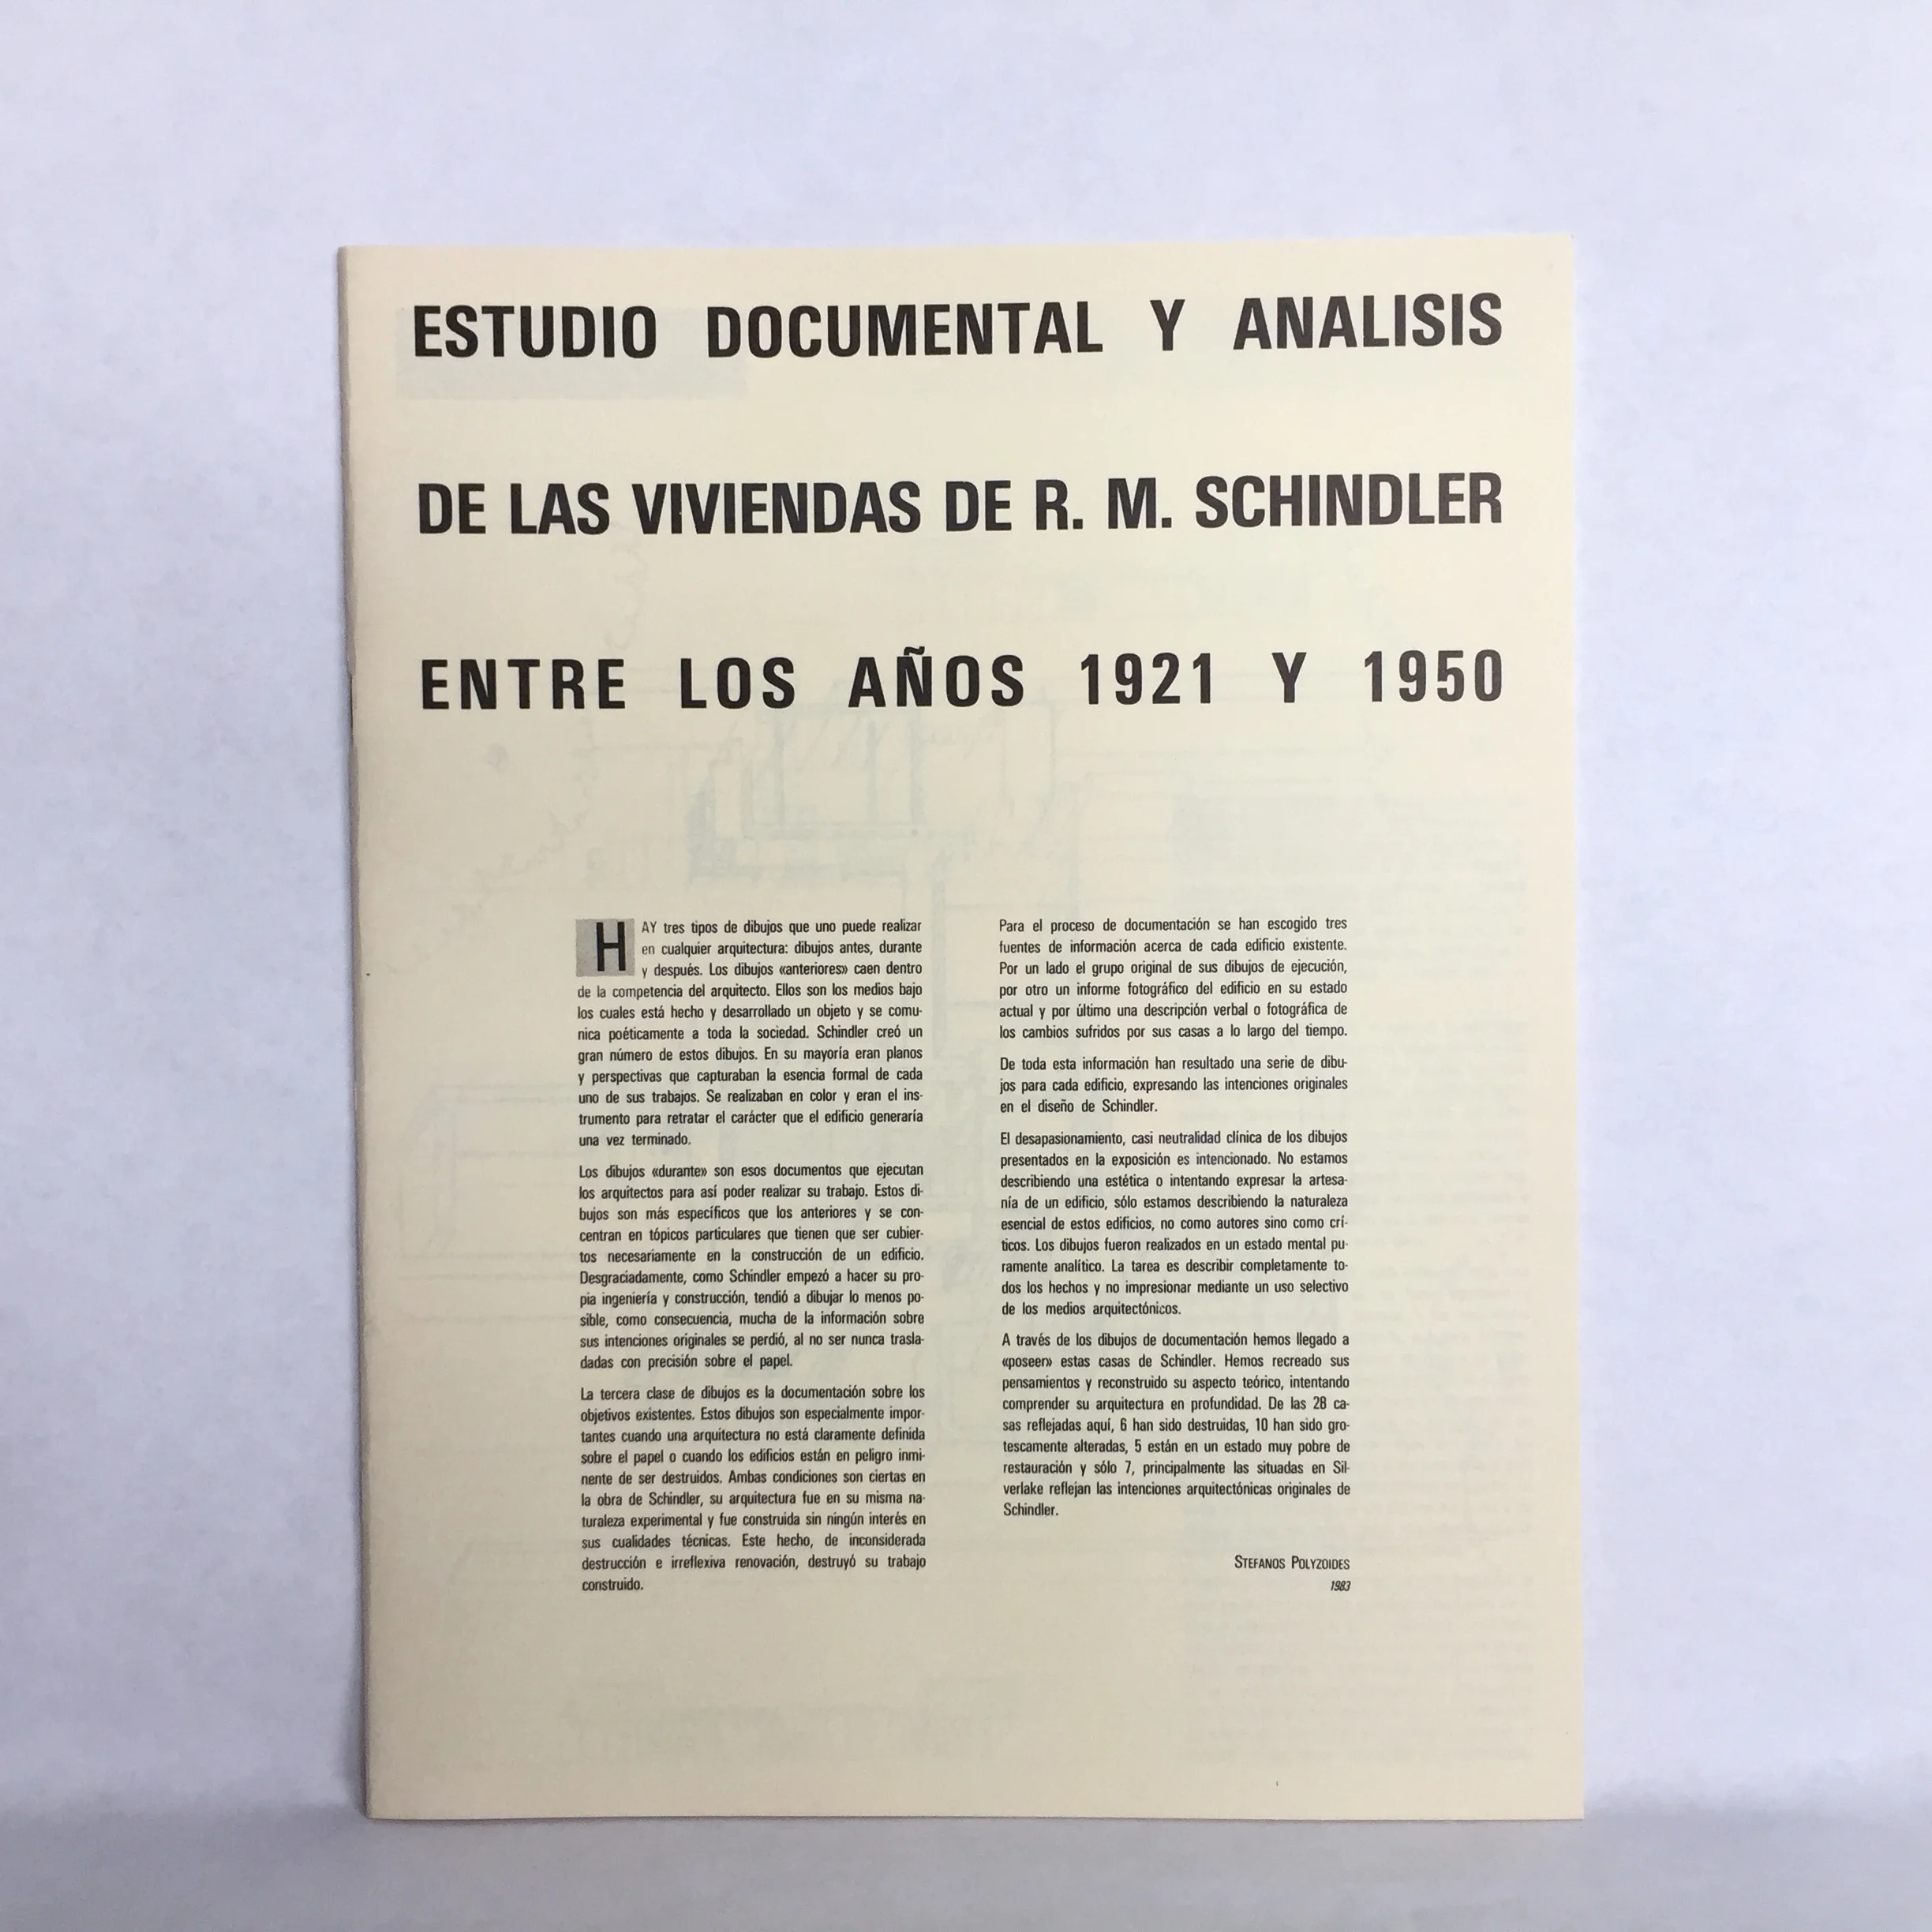 ESTUDIO DOCUMENTAL Y ANALISIS
DE LAS VIVIENDAS DE R. M. SCHINDLER
ENTRE LOS AÑOS 1921 Y 1950
HAY tres tipos de dibujos que uno puede realizar
en cualquier arquitectura: dibujos antes, durante
y después. Los dibujos «anteriores» caen dentro
de la competencia del arquitecto. Ellos son los medios bajo
los cuales está hecho y desarrollado un objeto y se comu-
nica poéticamente a toda la sociedad. Schindler creó un
gran número de estos dibujos. En su mayoría eran planos
y perspectivas que capturaban la esencia formal de cada
uno de sus trabajos. Se realizaban en color y eran el ins-
trumento para retratar el carácter que el edificio generaría
una vez terminado.
Los dibujos «durante» son esos documentos que ejecutan
los arquitectos para así poder realizar su trabajo. Estos di-
bujos son más específicos que los anteriores y se con-
centran en tópicos particulares que tienen que ser cubier-
tos necesariamente en la construcción de un edificio.
Desgraciadamente, como Schindler empezó a hacer su pro-
pia ingeniería y construcción, tendió a dibujar lo menos po-
sible, como consecuencia, mucha de la información sobre
sus intenciones originales se perdió, al no ser nunca trasla-
dadas con precisión sobre el papel.
La tercera clase de dibujos es la documentación sobre los
objetivos existentes. Estos dibujos son especialmente impor-
tantes cuando una arquitectura no está claramente definida
sobre el papel o cuando los edificios están en peligro inmi-
nente de ser destruidos. Ambas condiciones son ciertas en
la obra de Schindler, su arquitectura fue en su misma na-
turaleza experimental y fue construida sin ningún interés en
sus cualidades técnicas. Este hecho, de inconsiderada
destrucción e irreflexiva renovación, destruyó su trabajo
construido.
Para el proceso de documentación se han escogido tres
fuentes de información acerca de cada edificio existente.
Por un lado el grupo original de sus dibujos de ejecución,
por otro un informe fotográfico del edificio en su estado
actual y por último una descripción verbal o fotográfica de
los cambios sufridos por sus casas a lo largo del tiempo.
De toda esta información han resultado una serie de dibu-
jos para cada edificio, expresando las intenciones originales
en el diseño de Schindler.
El desapasionamiento, casi neutralidad clínica de los dibujos
presentados en la exposición es intencionado. No estamos
describiendo una estética o intentando expresar la artesa-
nía de un edificio, sólo estamos describiendo la naturaleza
esencial de estos edificios, no como autores sino como crí-
ticos. Los dibujos fueron realizados en un estado mental pu-
ramente analítico. La tarea es describir completamente to-
dos los hechos y no impresionar mediante un uso selectivo
de los medios arquitectónicos.
A través de los dibujos de documentación hemos llegado a
«poseer» estas casas de Schindler. Hemos recreado sus
pensamientos y reconstruido su aspecto teórico, intentando
comprender su arquitectura en profundidad. De las 28 ca-
sas reflejadas aquí, 6 han sido destruidas, 10 han sido gro-
tescamente alteradas, 5 están en un estado muy pobre de
restauración y sólo 7, principalmente las situadas en Sil-
verlake reflejan las intenciones arquitectónicas originales de
Schindler.
STEFANOS POLYZOIDES
1983